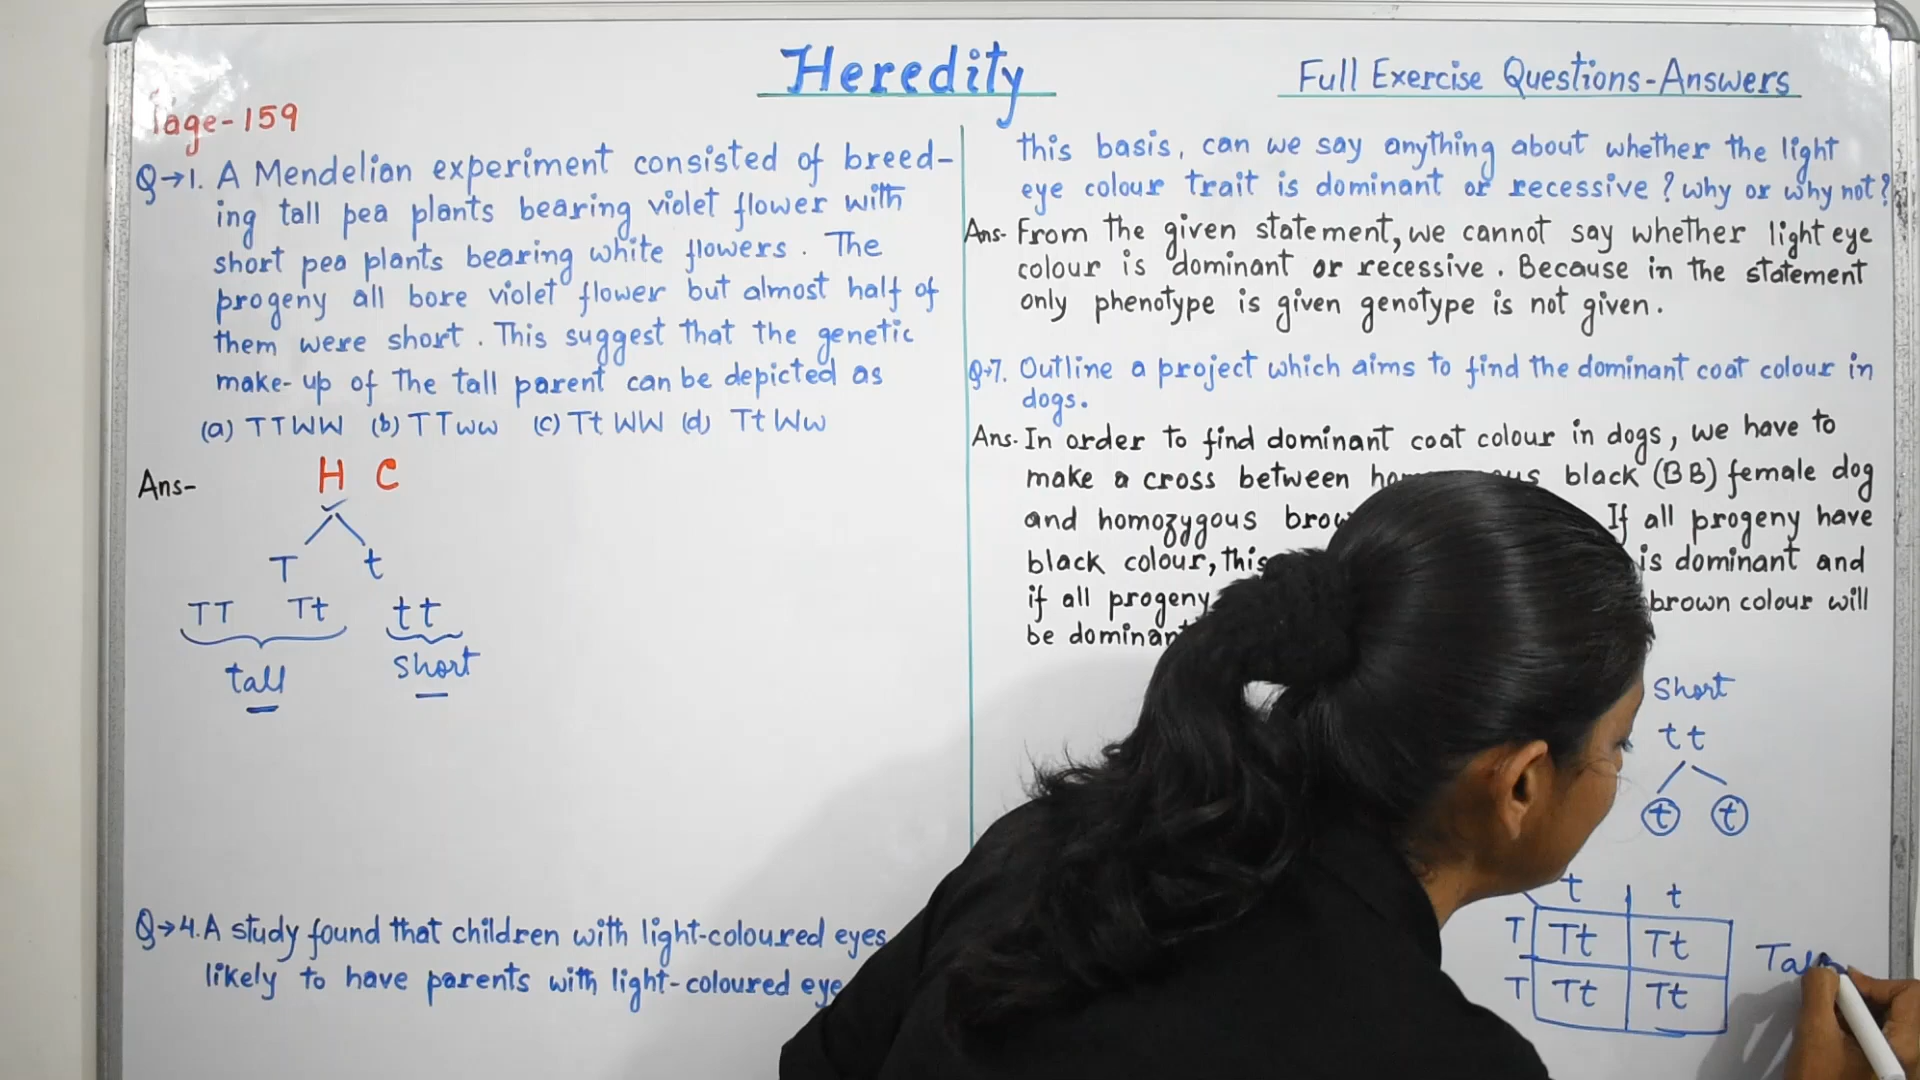 Heredity
Full Exercise Questions-Answers
Page-159
Q→1. A Mendelian experiment consisted of breed-
ing tall pea plants bearing violet flower with
short pea plants bearing white flowers. The
progeny all bore violet flower but almost half of
them were short. This suggest that the genetic
make-up of the tall parent can be depicted as
(a) TTWW (b) TTww (c) TtWW (d) TtWw
Ans-
H C
T t
TT Tt tt
tall short
Q→4. A study found that children with light-coloured eyes
likely to have parents with light-coloured eye
this basis, can we say anything about whether the light
eye colour trait is dominant or recessive? why or why not?
Ans- From the given statement, we cannot say whether light eye
colour is dominant or recessive. Because in the statement
only phenotype is given genotype is not given.
Q→7. Outline a project which aims to find the dominant coat colour in
dogs.
Ans- In order to find dominant coat colour in dogs, we have to
make a cross between black (BB) female dog
and homozygous If all progeny have
black colour, this is dominant and
if all progeny brown colour will
be dominant
Short
tt
t t
t t
T Tt Tt
T Tt Tt